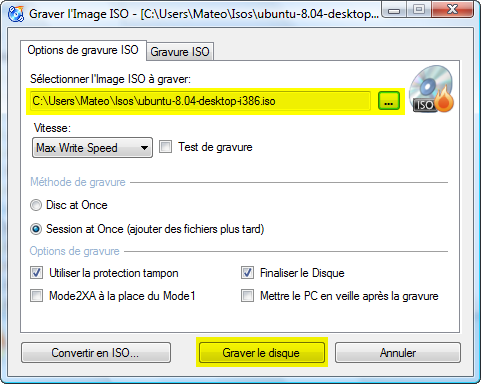 Graver l'Image ISO - [C:\Users\Mateo\Isos\ubuntu-8.04-desktop...
Options de gravure ISO
Gravure ISO
Sélectionner l'Image ISO à graver:
C:\Users\Mateo\Isos\ubuntu-8.04-desktop-i386.iso
...
ISO
Vitesse:
Max Write Speed
Test de gravure
Méthode de gravure
Disc at Once
Session at Once (ajouter des fichiers plus tard)
Options de gravure
Utiliser la protection tampon
Finaliser le Disque
Mode2XA à la place du Mode1
Mettre le PC en veille après la gravure
Convertir en ISO...
Graver le disque
Annuler